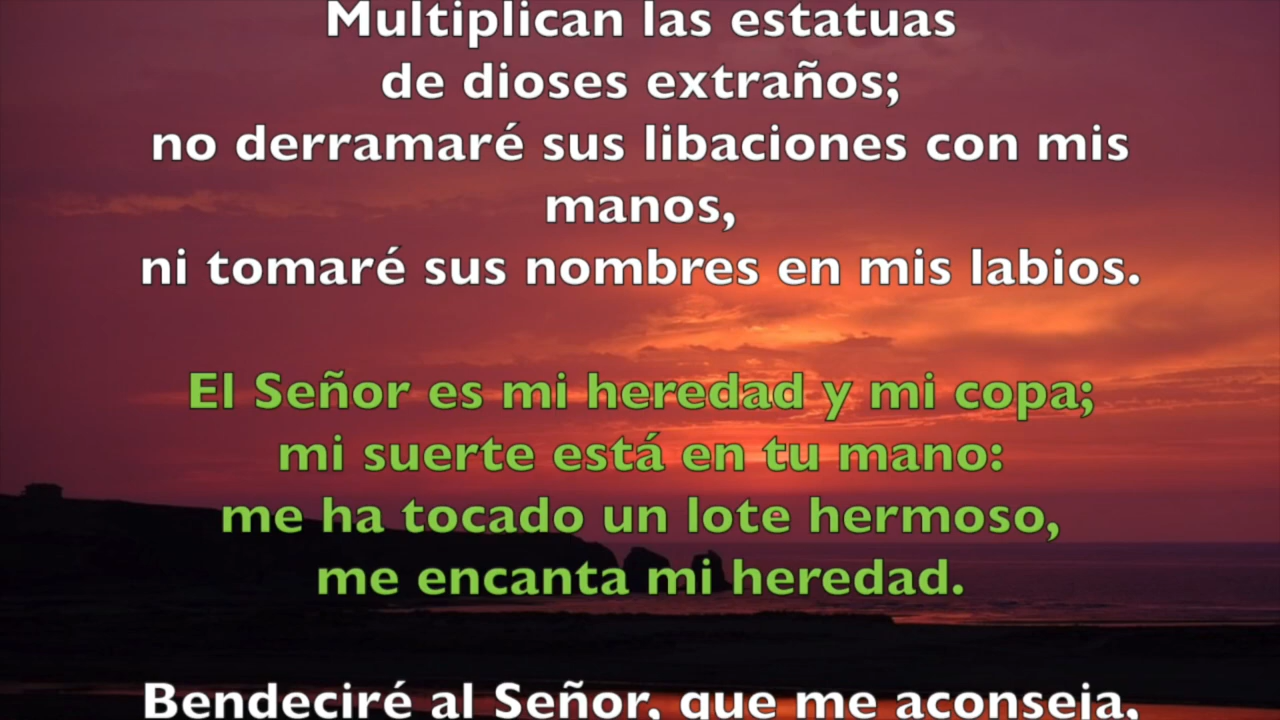 Multiplican las estatuas
de dioses extraños;
no derramaré sus libaciones con mis
manos,
ni tomaré sus nombres en mis labios.
El Señor es mi heredad y mi copa;
mi suerte está en tu mano:
me ha tocado un lote hermoso,
me encanta mi heredad.
Bendeciré al Señor, que me aconseja,